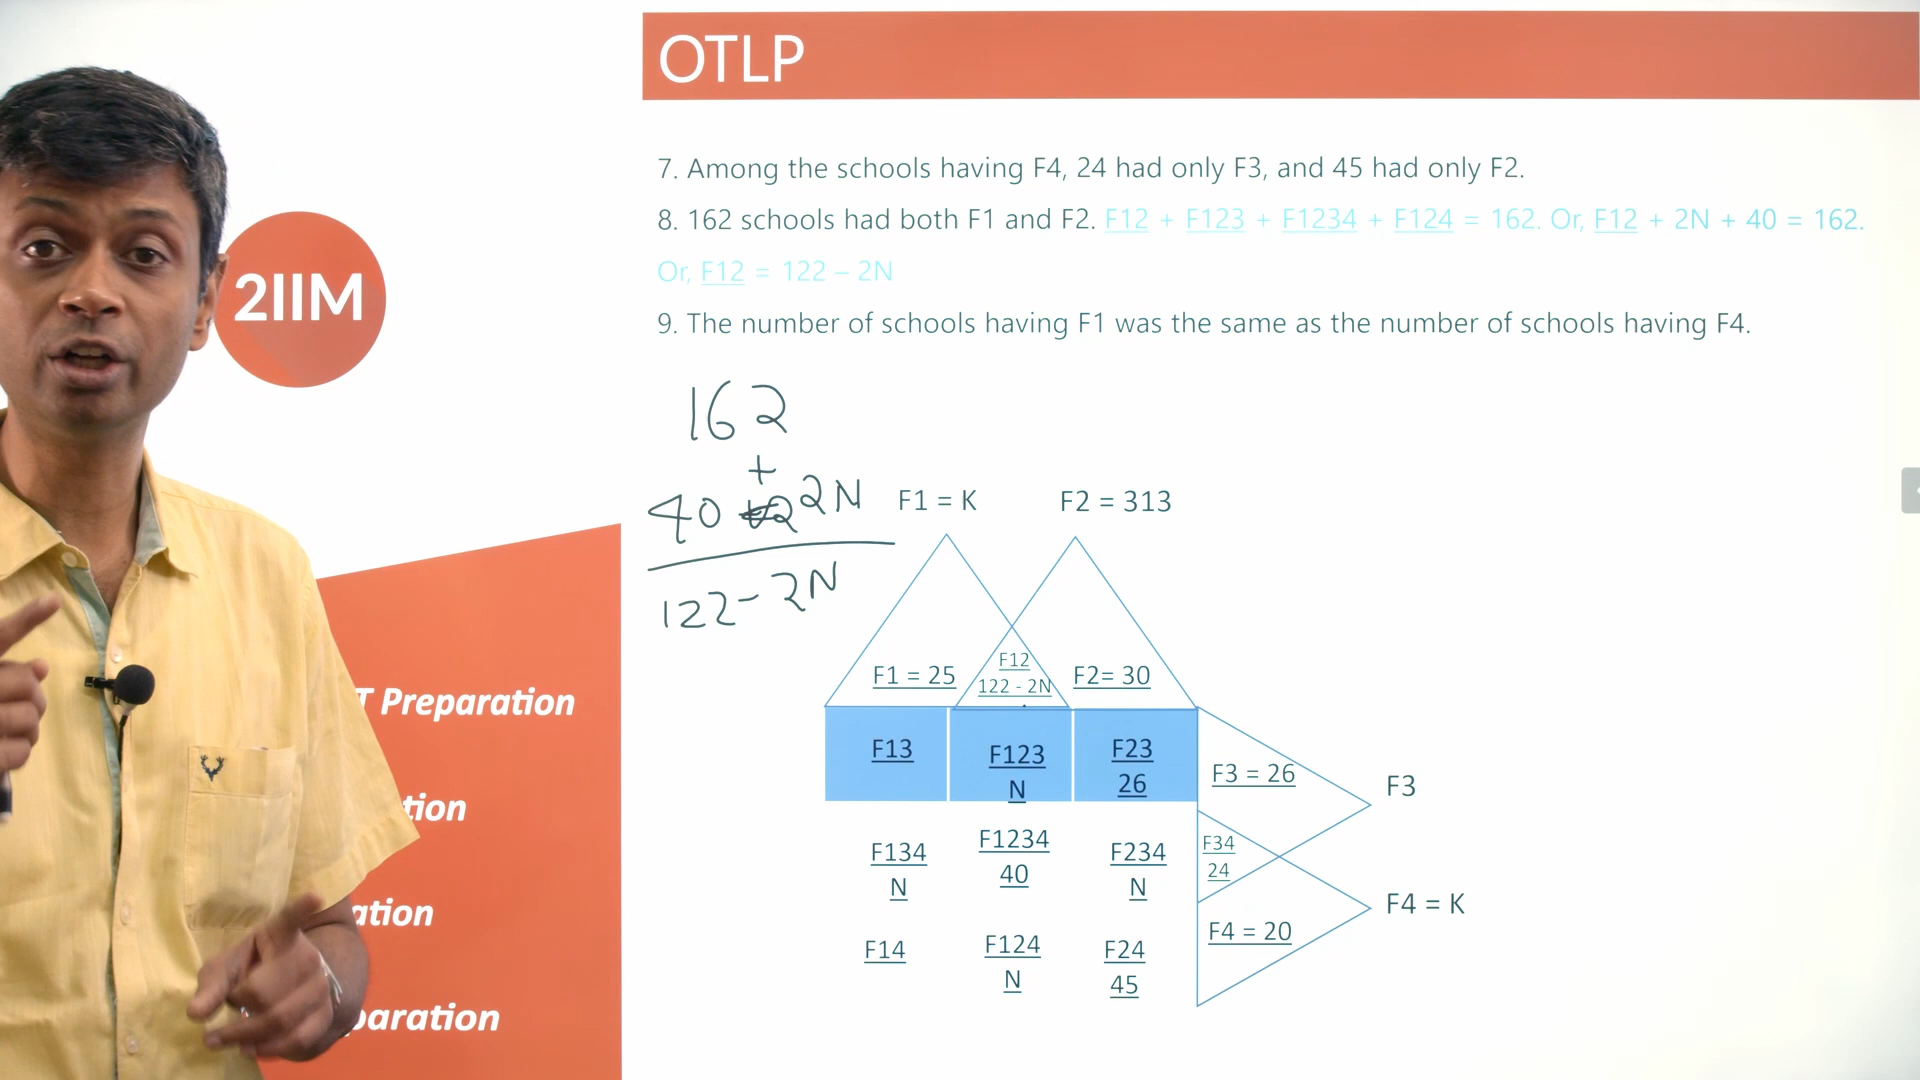 OTLP
7. Among the schools having F4, 24 had only F3, and 45 had only F2.
8. 162 schools had both F1 and F2. F12 + F123 + F1234 + F124 = 162. Or, F12 + 2N + 40 = 162.
Or, F12 = 122 – 2N
9. The number of schools having F1 was the same as the number of schools having F4.
2IIM
162
+
40 2N
122 - 2N
F1 = K
F2 = 313
F1 = 25
F12
122 - 2N
F2= 30
F13
F123
N
F23
26
F3 = 26
F3
F134
N
F1234
40
F234
N
F34
24
F14
F124
N
F24
45
F4 = 20
F4 = K
T Preparation
tion
ation
paration